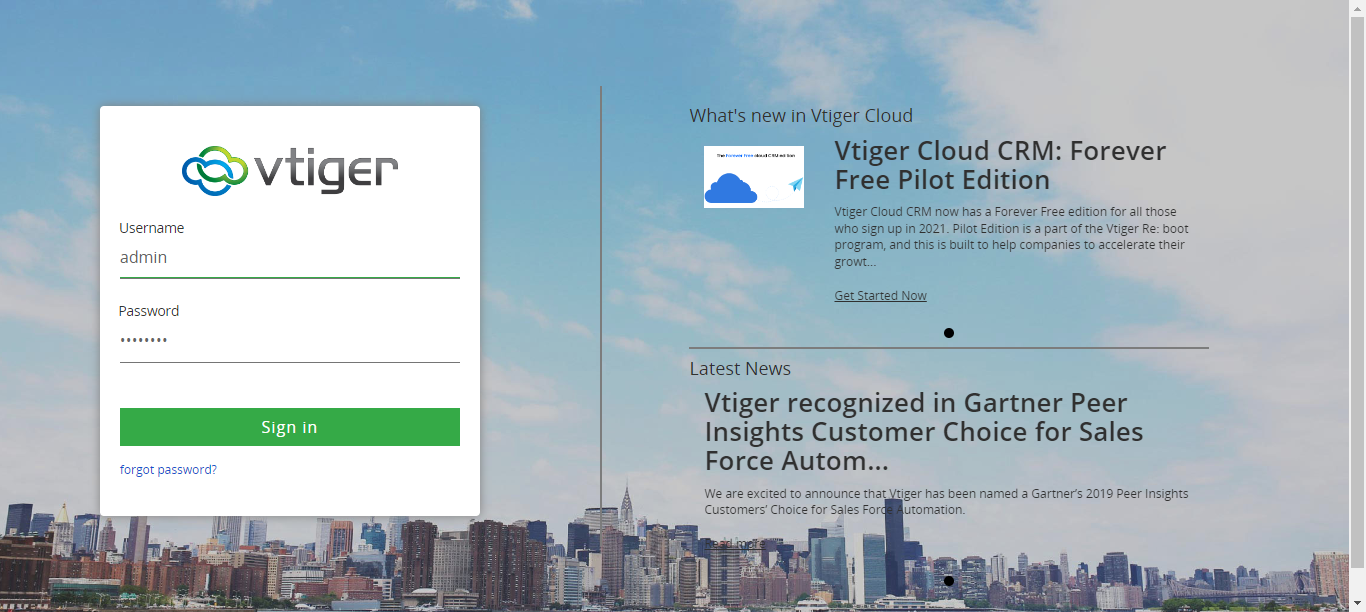 vtiger
Username
admin
Password
••••••••
Sign in
forgot password?
What's new in Vtiger Cloud
The Forever Free cloud CRM edition
Vtiger Cloud CRM: Forever
Free Pilot Edition
Vtiger Cloud CRM now has a Forever Free edition for all those
who sign up in 2021. Pilot Edition is a part of the Vtiger Re: boot
program, and this is built to help companies to accelerate their
growt...
Get Started Now
Latest News
Vtiger recognized in Gartner Peer
Insights Customer Choice for Sales
Force Autom...
We are excited to announce that Vtiger has been named a Gartner’s 2019 Peer Insights
Customers’ Choice for Sales Force Automation.
Read more